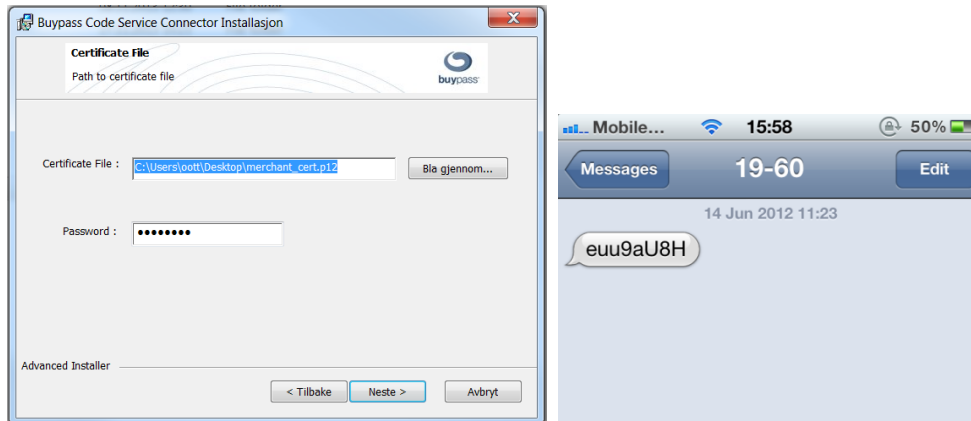 Buypass Code Service Connector Installasjon
Certificate File
Path to certificate file
buypass
Certificate File :
C:\Users\oott\Desktop\merchant_cert.p12
Bla gjennom...
Password :
••••••••
Advanced Installer
< Tilbake
Neste >
Avbryt
Mobile... 15:58 50%
Messages 19-60 Edit
14 Jun 2012 11:23
euu9aU8H